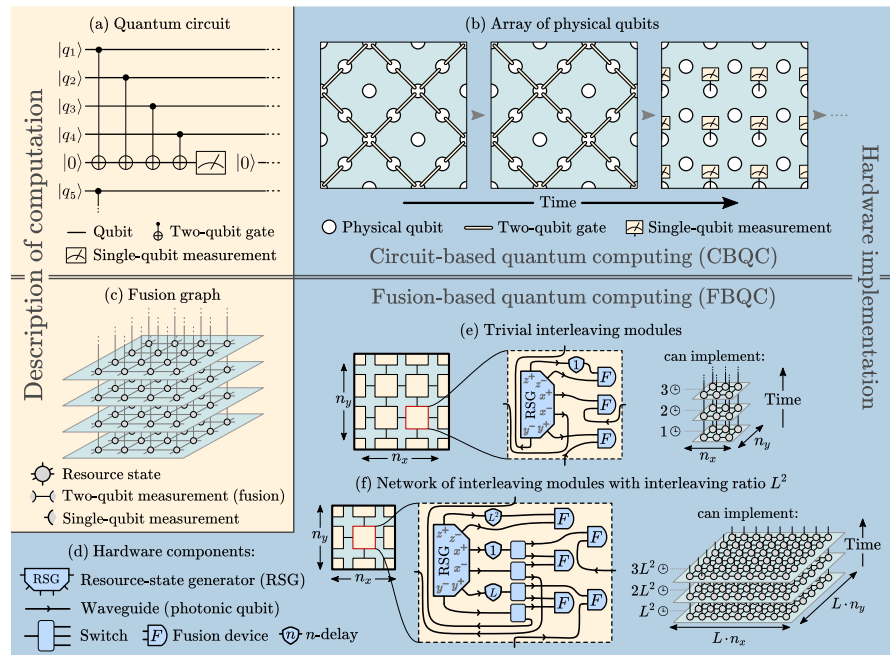 (a) Quantum circuit
|q₁⟩
|q₂⟩
|q₃⟩
|q₄⟩
|0⟩ |0⟩
|q₅⟩
Qubit Two-qubit gate
Single-qubit measurement
Description of computation
(b) Array of physical qubits
Time
Physical qubit Two-qubit gate Single-qubit measurement
Circuit-based quantum computing (CBQC)
Hardware implementation
Fusion-based quantum computing (FBQC)
(c) Fusion graph
Resource state
Two-qubit measurement (fusion)
Single-qubit measurement
(d) Hardware components:
RSG Resource-state generator (RSG)
Waveguide (photonic qubit)
Switch F Fusion device n n-delay
(e) Trivial interleaving modules
n_y
n_x
RSG
z⁺ z⁻ x⁺ x⁻ y⁻ y⁺
1
F
F
F
can implement:
3
2
1
Time
n_x
n_y
(f) Network of interleaving modules with interleaving ratio L²
n_y
n_x
RSG
z⁺ z⁻ x⁺ x⁻ y⁻ y⁺
L²
1
L
F
F
F
F
F
can implement:
3L²
2L²
L²
Time
L · n_x
L · n_y